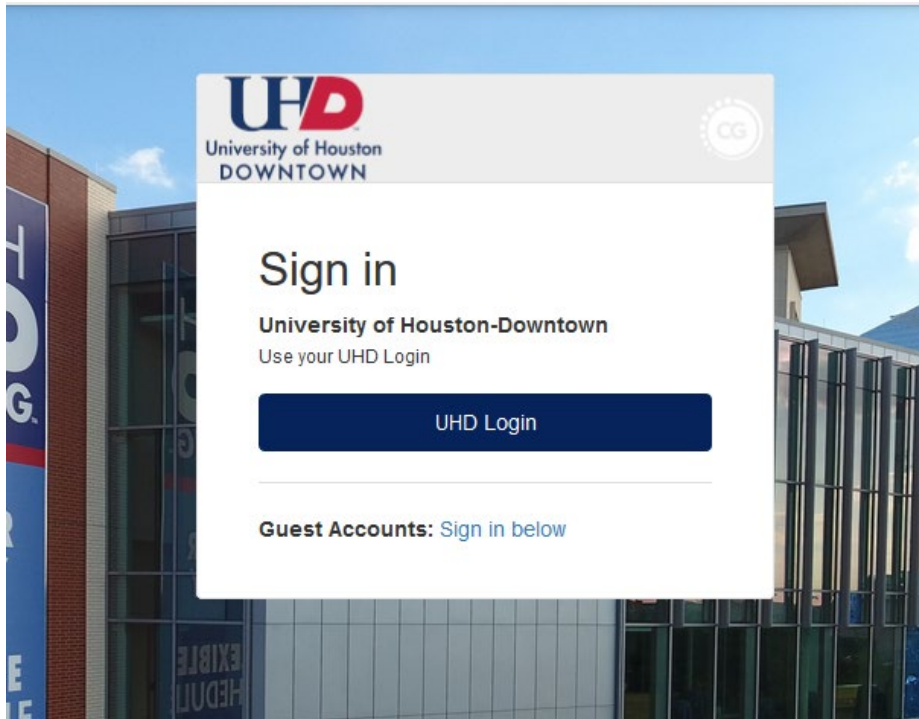 UHD
University of Houston
DOWNTOWN
CG
Sign in
University of Houston-Downtown
Use your UHD Login
UHD Login
Guest Accounts: Sign in below